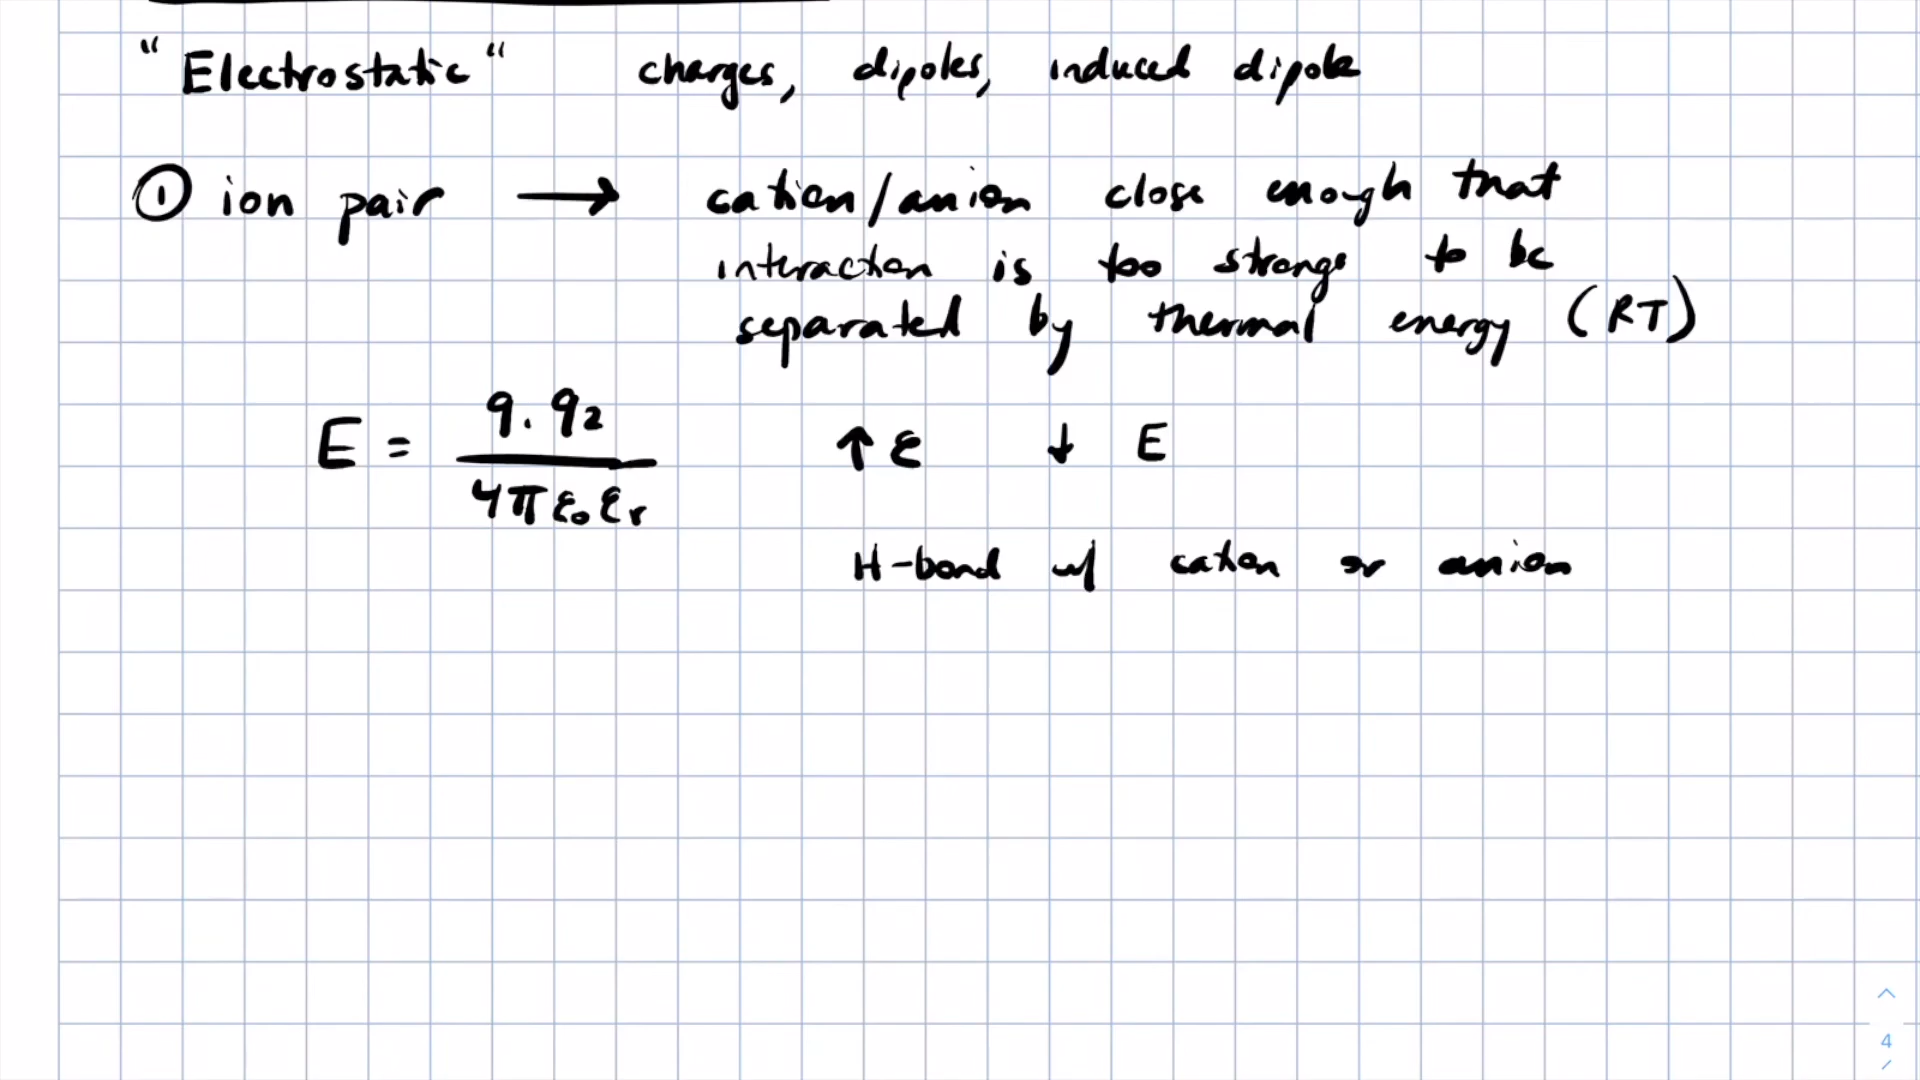 "Electrostatic" charges, dipoles, induced dipole
① ion pair → cation/anion close enough that
interaction is too strong to be
separated by thermal energy (RT)
E = q₁q₂ / 4πε₀εᵣ ↑ε ↓ E
H-bond w/ cation or anion
4